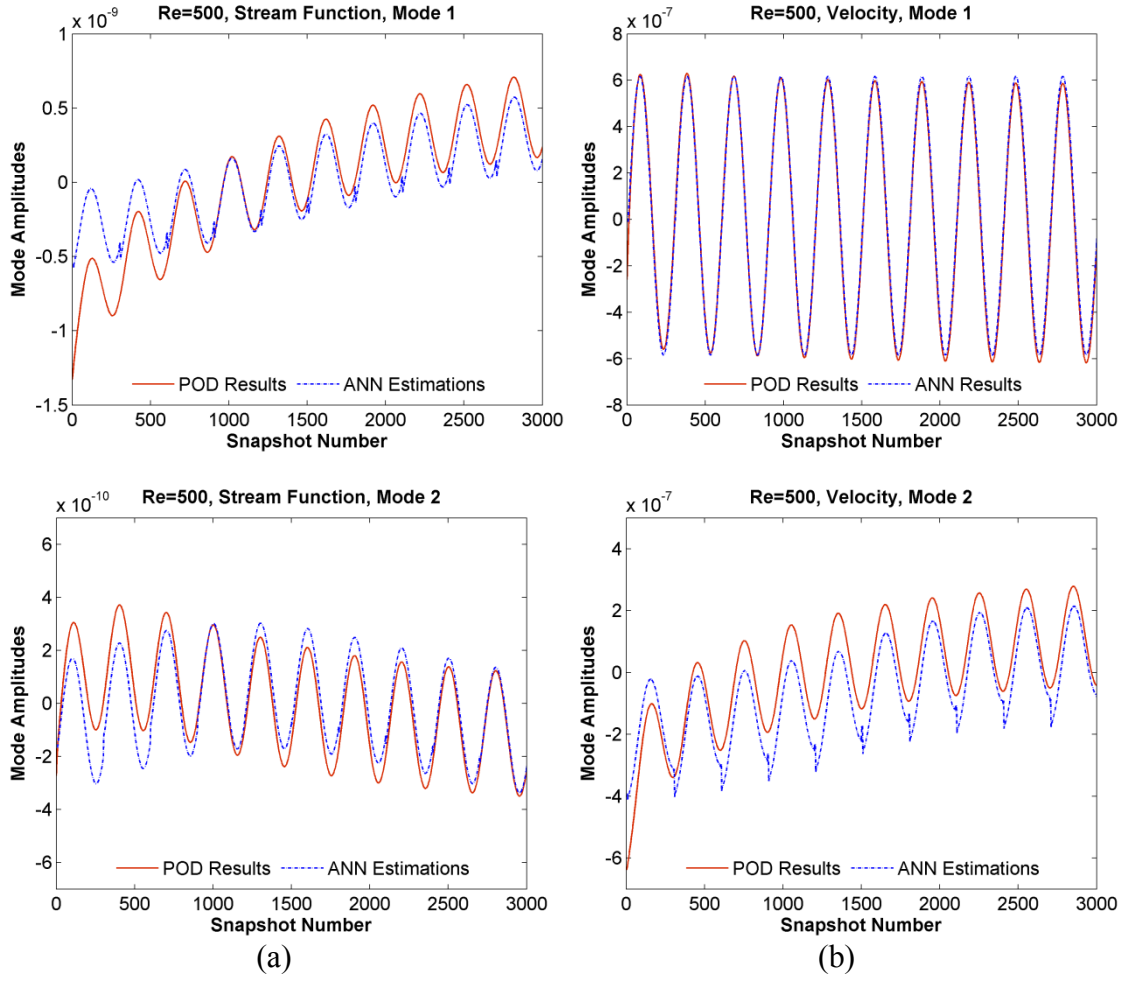 Re=500, Stream Function, Mode 1
x 10-9
1
0.5
0
-0.5
-1
-1.5
Mode Amplitudes
POD Results ANN Estimations
0 500 1000 1500 2000 2500 3000
Snapshot Number
Re=500, Velocity, Mode 1
x 10-7
8
6
4
2
0
-2
-4
-6
-8
Mode Amplitudes
POD Results ANN Results
0 500 1000 1500 2000 2500 3000
Snapshot Number
Re=500, Stream Function, Mode 2
x 10-10
6
4
2
0
-2
-4
-6
Mode Amplitudes
POD Results ANN Estimations
0 500 1000 1500 2000 2500 3000
Snapshot Number
(a)
Re=500, Velocity, Mode 2
x 10-7
4
2
0
-2
-4
-6
Mode Amplitudes
POD Results ANN Estimations
0 500 1000 1500 2000 2500 3000
Snapshot Number
(b)